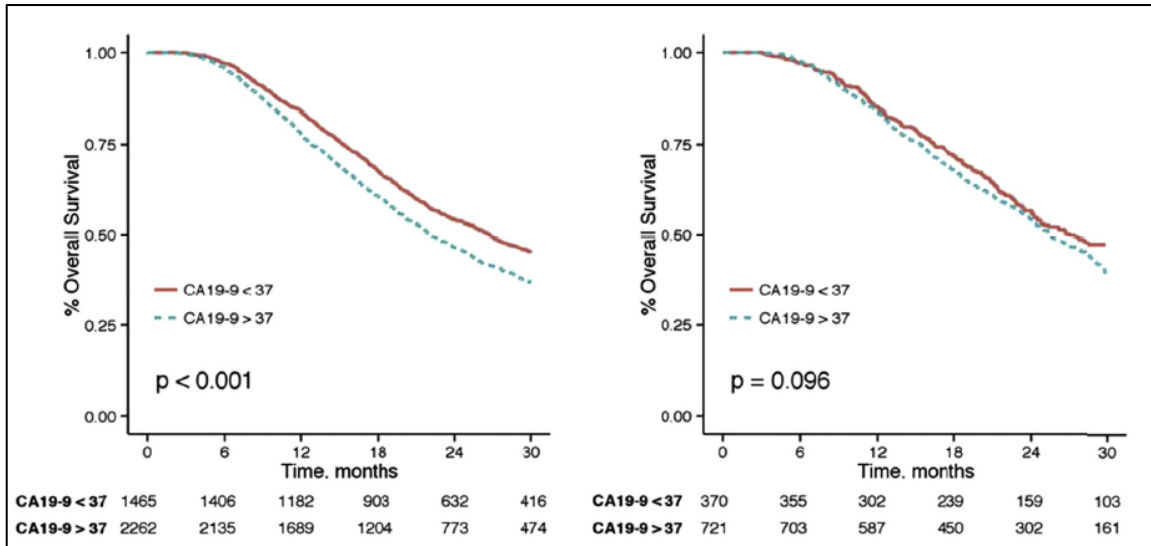 1.00
0.75
0.50
0.25
0.00
% Overall Survival
CA19-9 < 37
CA19-9 > 37
p < 0.001
0 6 12 18 24 30
Time. months
CA19-9 < 37 1465 1406 1182 903 632 416
CA19-9 > 37 2262 2135 1689 1204 773 474
1.00
0.75
0.50
0.25
0.00
% Overall Survival
CA19-9 < 37
CA19-9 > 37
p = 0.096
0 6 12 18 24 30
Time. months
CA19-9 < 37 370 355 302 239 159 103
CA19-9 > 37 721 703 587 450 302 161